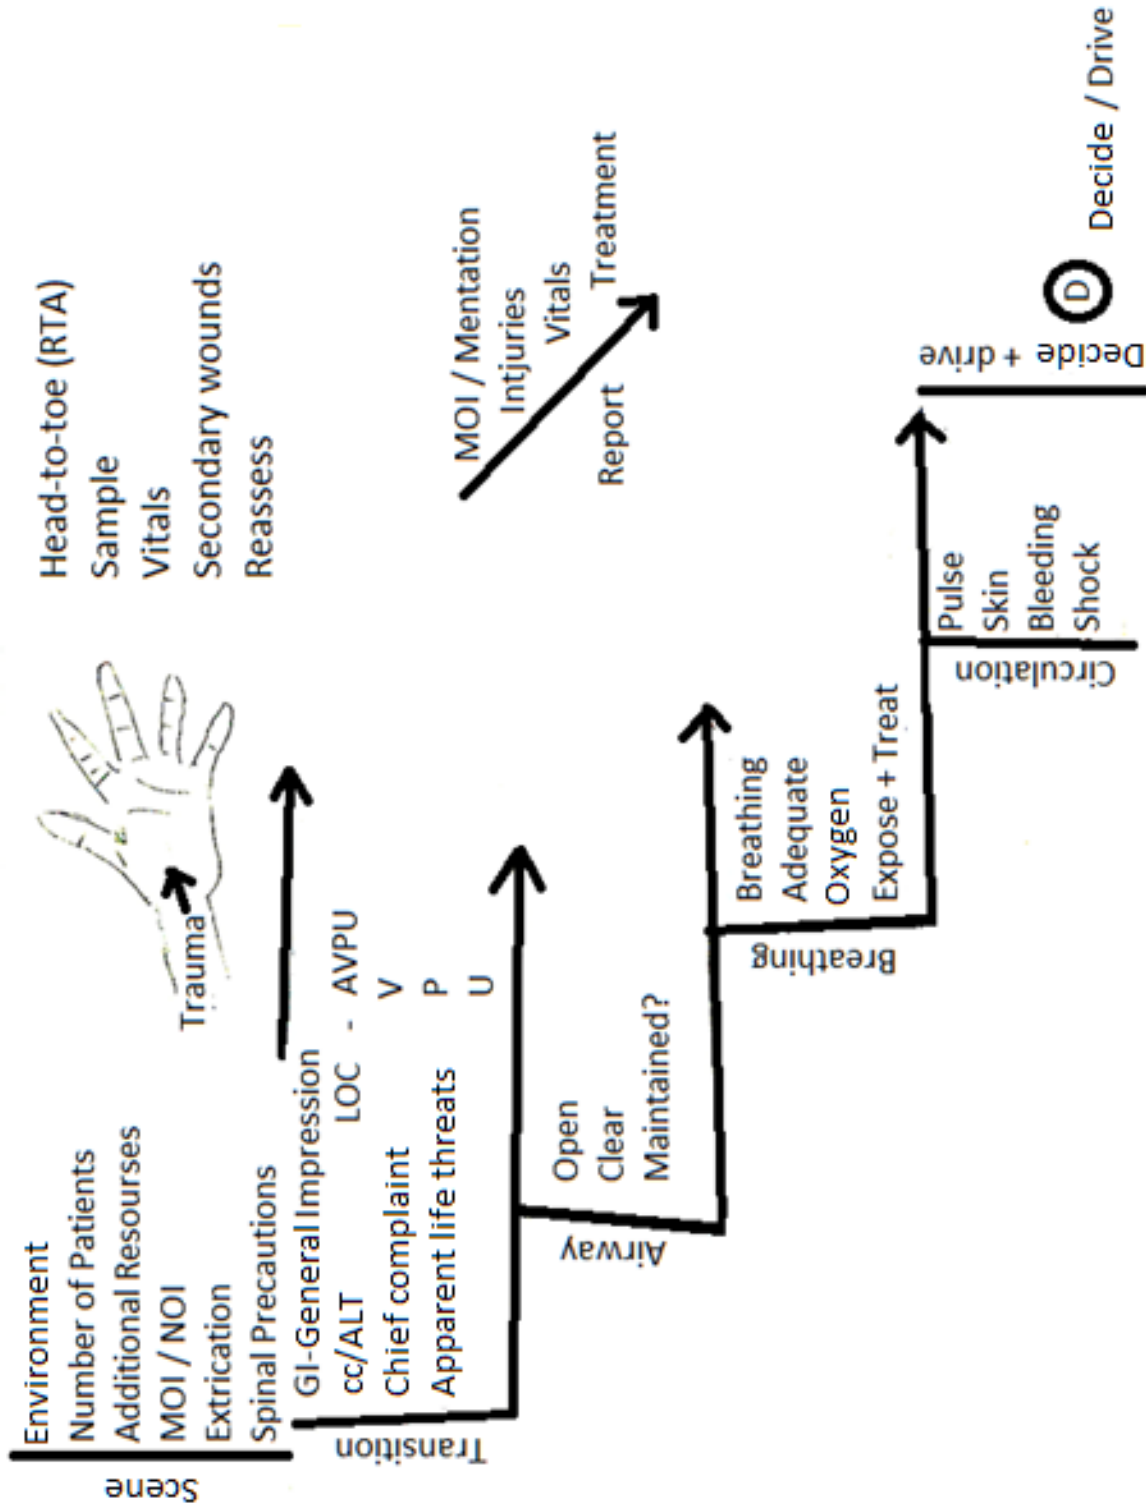 Scene
Environment
Number of Patients
Additional Resourses
MOI / NOI
Extrication
Spinal Precautions
Trauma
Head-to-toe (RTA)
Sample
Vitals
Secondary wounds
Reassess
Transition
GI-General Impression
cc/ALT
LOC - AVPU
V
P
U
Chief complaint
Apparent life threats
MOI / Mentation
Intjuries
Vitals
Treatment
Report
Airway
Open
Clear
Maintained?
Breathing
Breathing
Adequate
Oxygen
Expose + Treat
Circulation
Pulse
Skin
Bleeding
Shock
Decide + drive
D
Decide / Drive